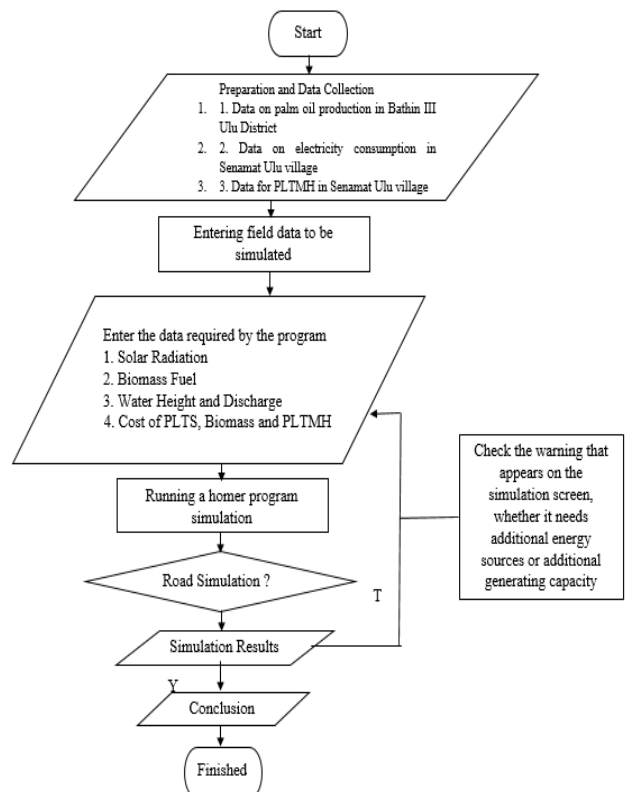 Start
Preparation and Data Collection
1. 1. Data on palm oil production in Bathin III
Ulu District
2. 2. Data on electricity consumption in
Senamat Ulu village
3. 3. Data for PLTMH in Senamat Ulu village
Entering field data to be
simulated
Enter the data required by the program
1. Solar Radiation
2. Biomass Fuel
3. Water Height and Discharge
4. Cost of PLTS, Biomass and PLTMH
Check the warning that
appears on the
simulation screen,
whether it needs
additional energy
sources or additional
generating capacity
Running a homer program
simulation
Road Simulation ?
T
Simulation Results
Y
Conclusion
Finished